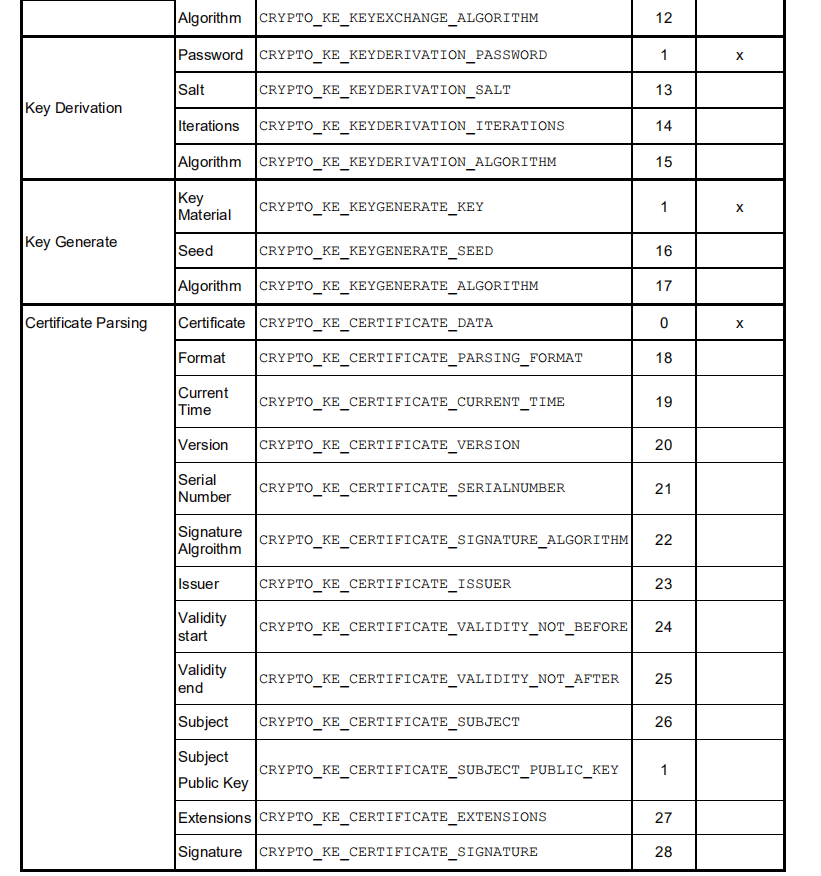 Algorithm CRYPTO_KE_KEYEXCHANGE_ALGORITHM 12
Key Derivation
Password CRYPTO_KE_KEYDERIVATION_PASSWORD 1 x
Salt CRYPTO_KE_KEYDERIVATION_SALT 13
Iterations CRYPTO_KE_KEYDERIVATION_ITERATIONS 14
Algorithm CRYPTO_KE_KEYDERIVATION_ALGORITHM 15
Key Generate
Key
Material CRYPTO_KE_KEYGENERATE_KEY 1 x
Seed CRYPTO_KE_KEYGENERATE_SEED 16
Algorithm CRYPTO_KE_KEYGENERATE_ALGORITHM 17
Certificate Parsing Certificate CRYPTO_KE_CERTIFICATE_DATA 0 x
Format CRYPTO_KE_CERTIFICATE_PARSING_FORMAT 18
Current
Time CRYPTO_KE_CERTIFICATE_CURRENT_TIME 19
Version CRYPTO_KE_CERTIFICATE_VERSION 20
Serial
Number CRYPTO_KE_CERTIFICATE_SERIALNUMBER 21
Signature
Algroithm CRYPTO_KE_CERTIFICATE_SIGNATURE_ALGORITHM 22
Issuer CRYPTO_KE_CERTIFICATE_ISSUER 23
Validity
start CRYPTO_KE_CERTIFICATE_VALIDITY_NOT_BEFORE 24
Validity
end CRYPTO_KE_CERTIFICATE_VALIDITY_NOT_AFTER 25
Subject CRYPTO_KE_CERTIFICATE_SUBJECT 26
Subject
Public Key CRYPTO_KE_CERTIFICATE_SUBJECT_PUBLIC_KEY 1
Extensions CRYPTO_KE_CERTIFICATE_EXTENSIONS 27
Signature CRYPTO_KE_CERTIFICATE_SIGNATURE 28